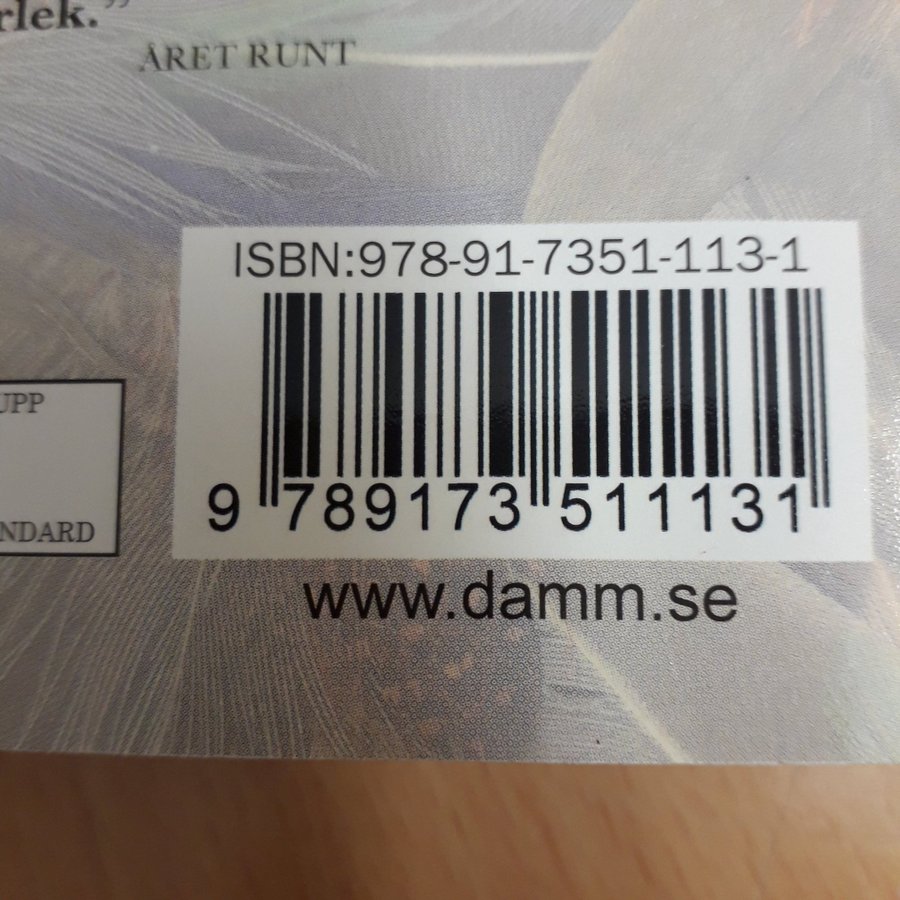 rlek.”
ÅRET RUNT
ISBN:978-91-7351-113-1
UPP
NDARD
9 789173 511131
www.damm.se